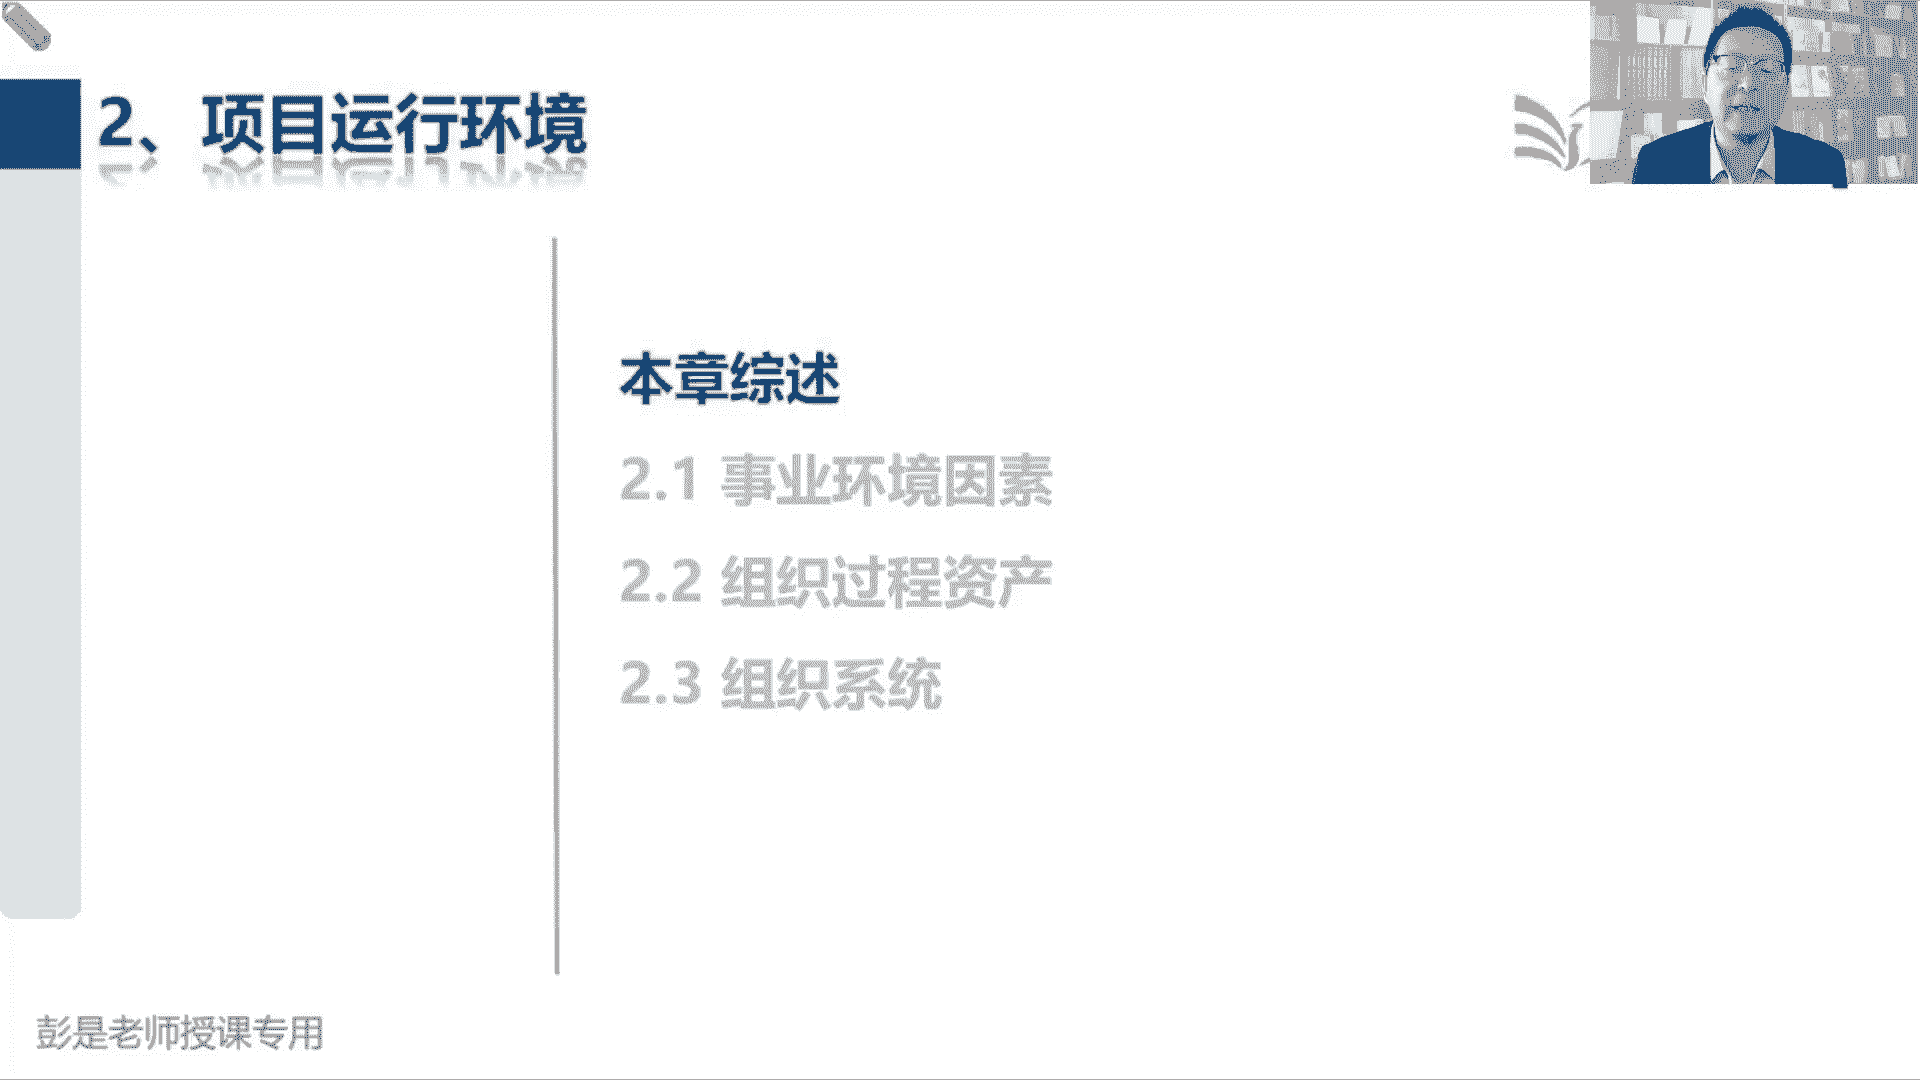 2、项目运行环境
本章综述
2.1 事业环境因素
2.2 组织过程资产
2.3 组织系统
彭是老师授课专用